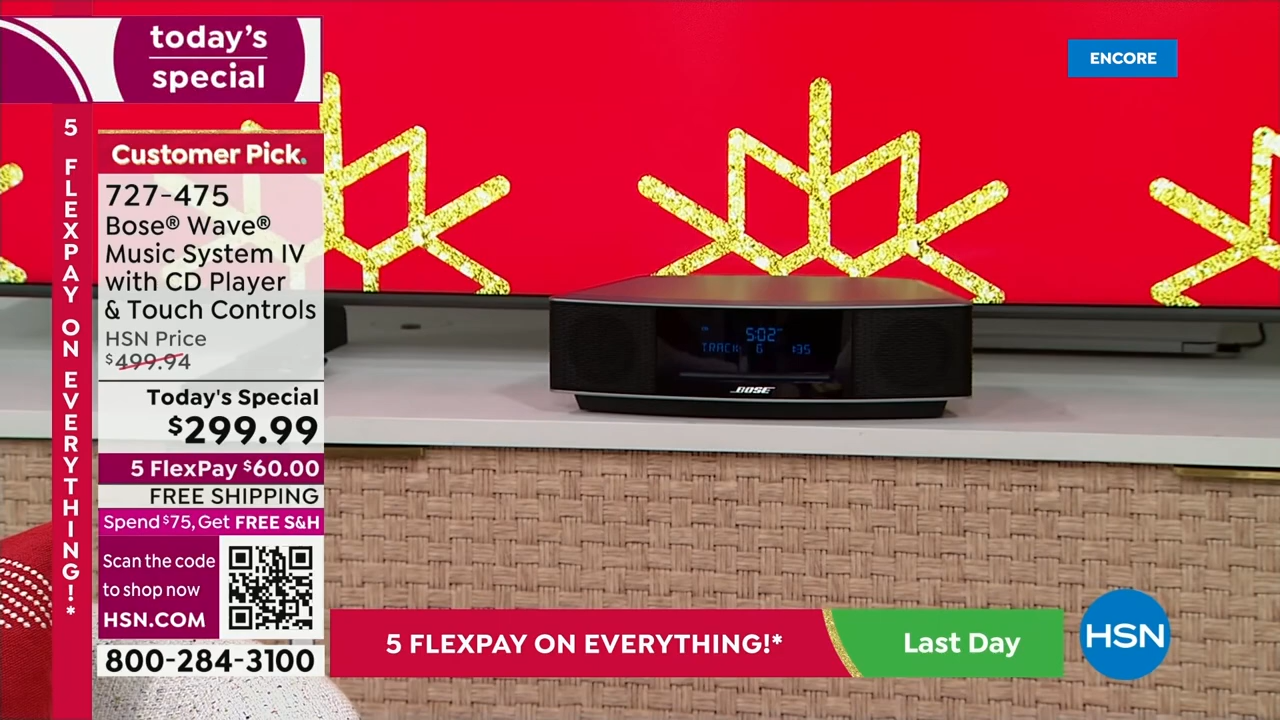 today's
special
ENCORE
5 FLEXPAY ON EVERYTHING!*
Customer Pick.
727-475
Bose® Wave®
Music System IV
with CD Player
& Touch Controls
HSN Price
$499.94
Today's Special
$299.99
5 FlexPay $60.00
FREE SHIPPING
Spend $75, Get FREE S&H
Scan the code
to shop now
HSN.COM
800-284-3100
5:02
TRACK 6 :35
BOSE
5 FLEXPAY ON EVERYTHING!*
Last Day
HSN